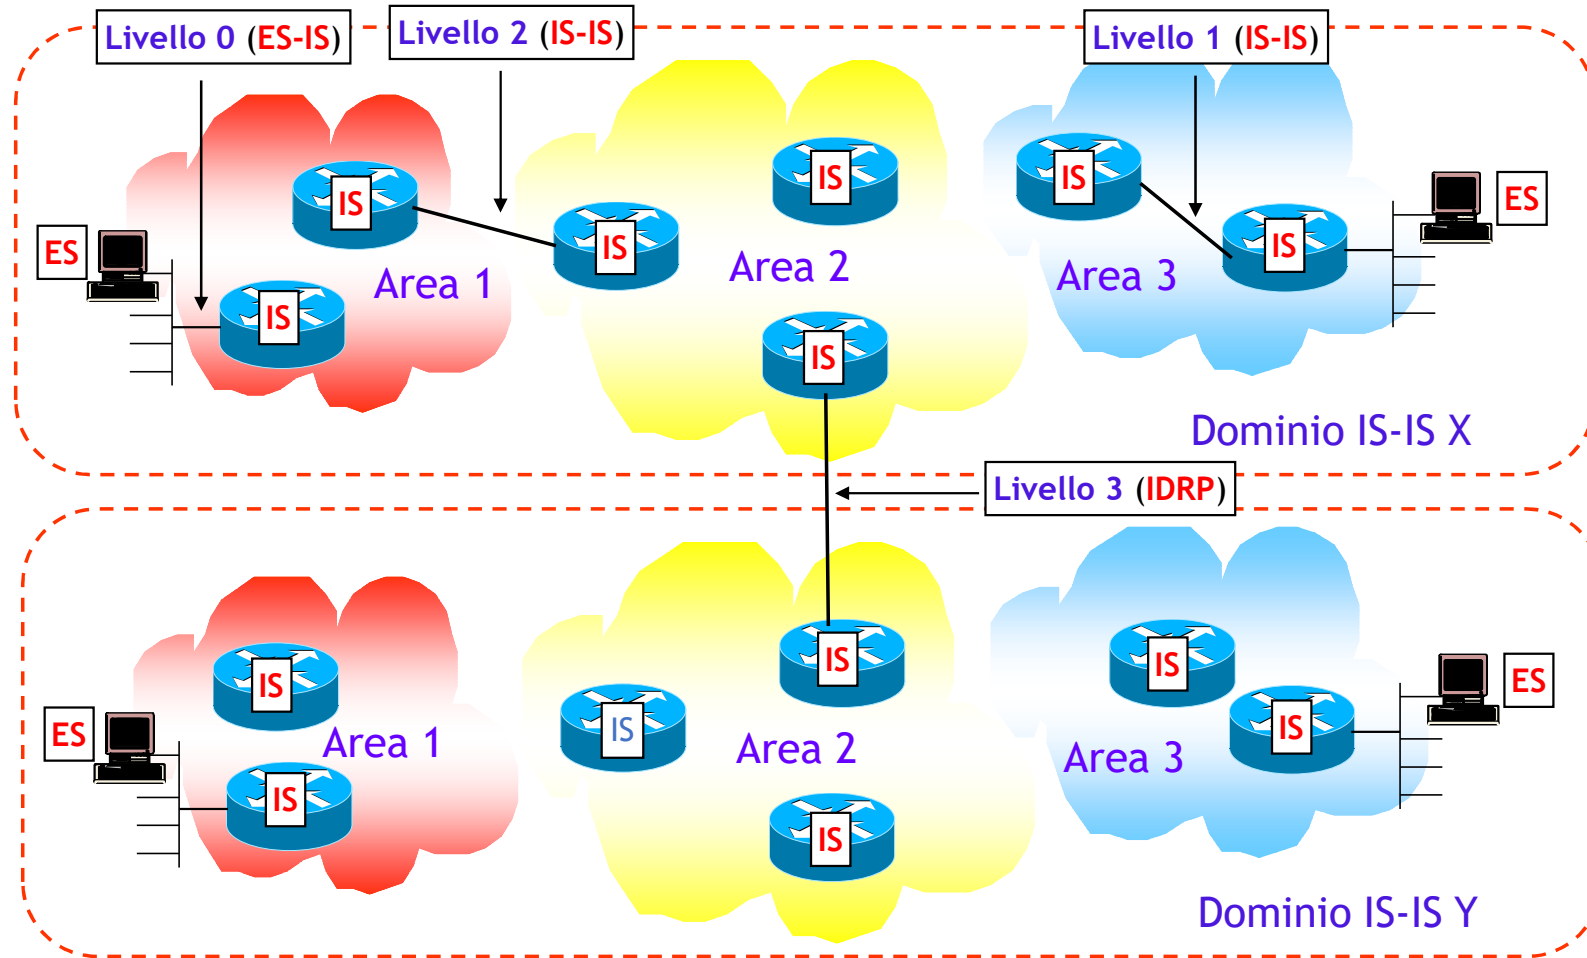 Livello 0 (ES-IS)
Livello 2 (IS-IS)
Livello 1 (IS-IS)
IS
IS
IS
IS
IS
ES
ES
IS
IS
Area 1
Area 2
Area 3
IS
Dominio IS-IS X
Livello 3 (IDRP)
IS
IS
IS
ES
ES
IS
IS
Area 1
Area 2
Area 3
IS
IS
Dominio IS-IS Y